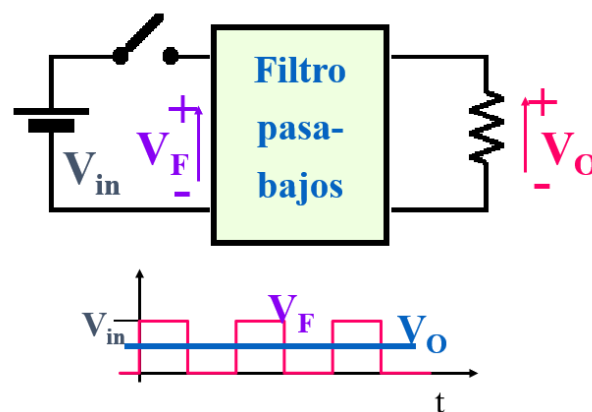 Filtro
pasa-
bajos
+
V_F
-
V_in
+
V_O
-
V_in
V_F
V_O
t